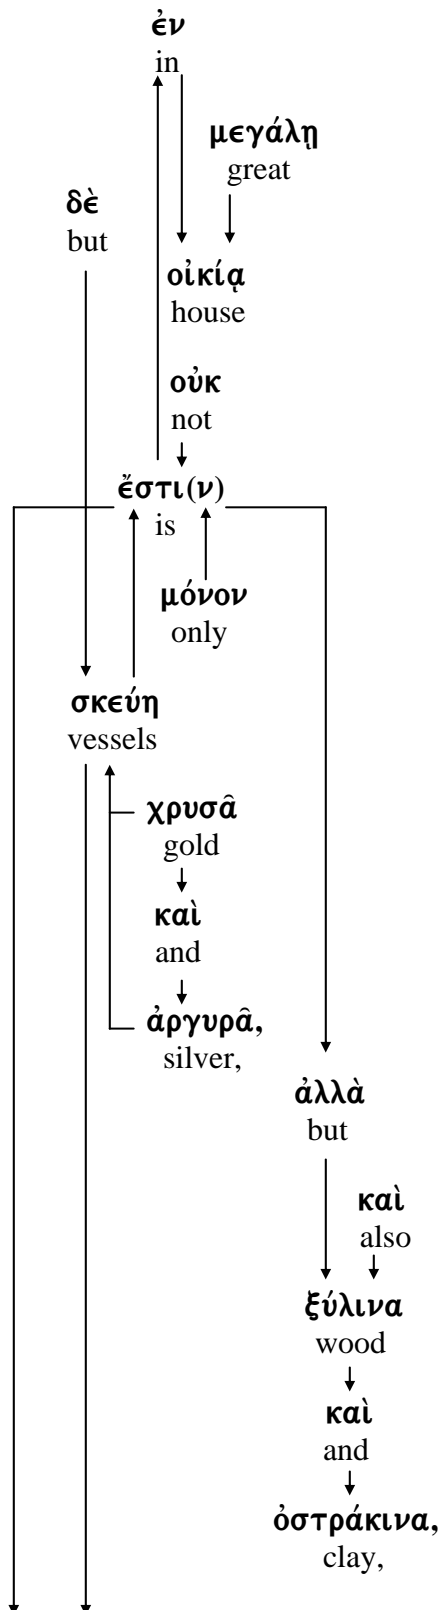 ἐν
in
μεγάλῃ
great
δὲ
but
οἰκίᾳ
house
οὐκ
not
ἔστι(ν)
is
μόνον
only
σκεύη
vessels
χρυσᾶ
gold
καὶ
and
ἀργυρᾶ,
silver,
ἀλλὰ
but
καὶ
also
ξύλινα
wood
καὶ
and
ὀστράκινα,
clay,